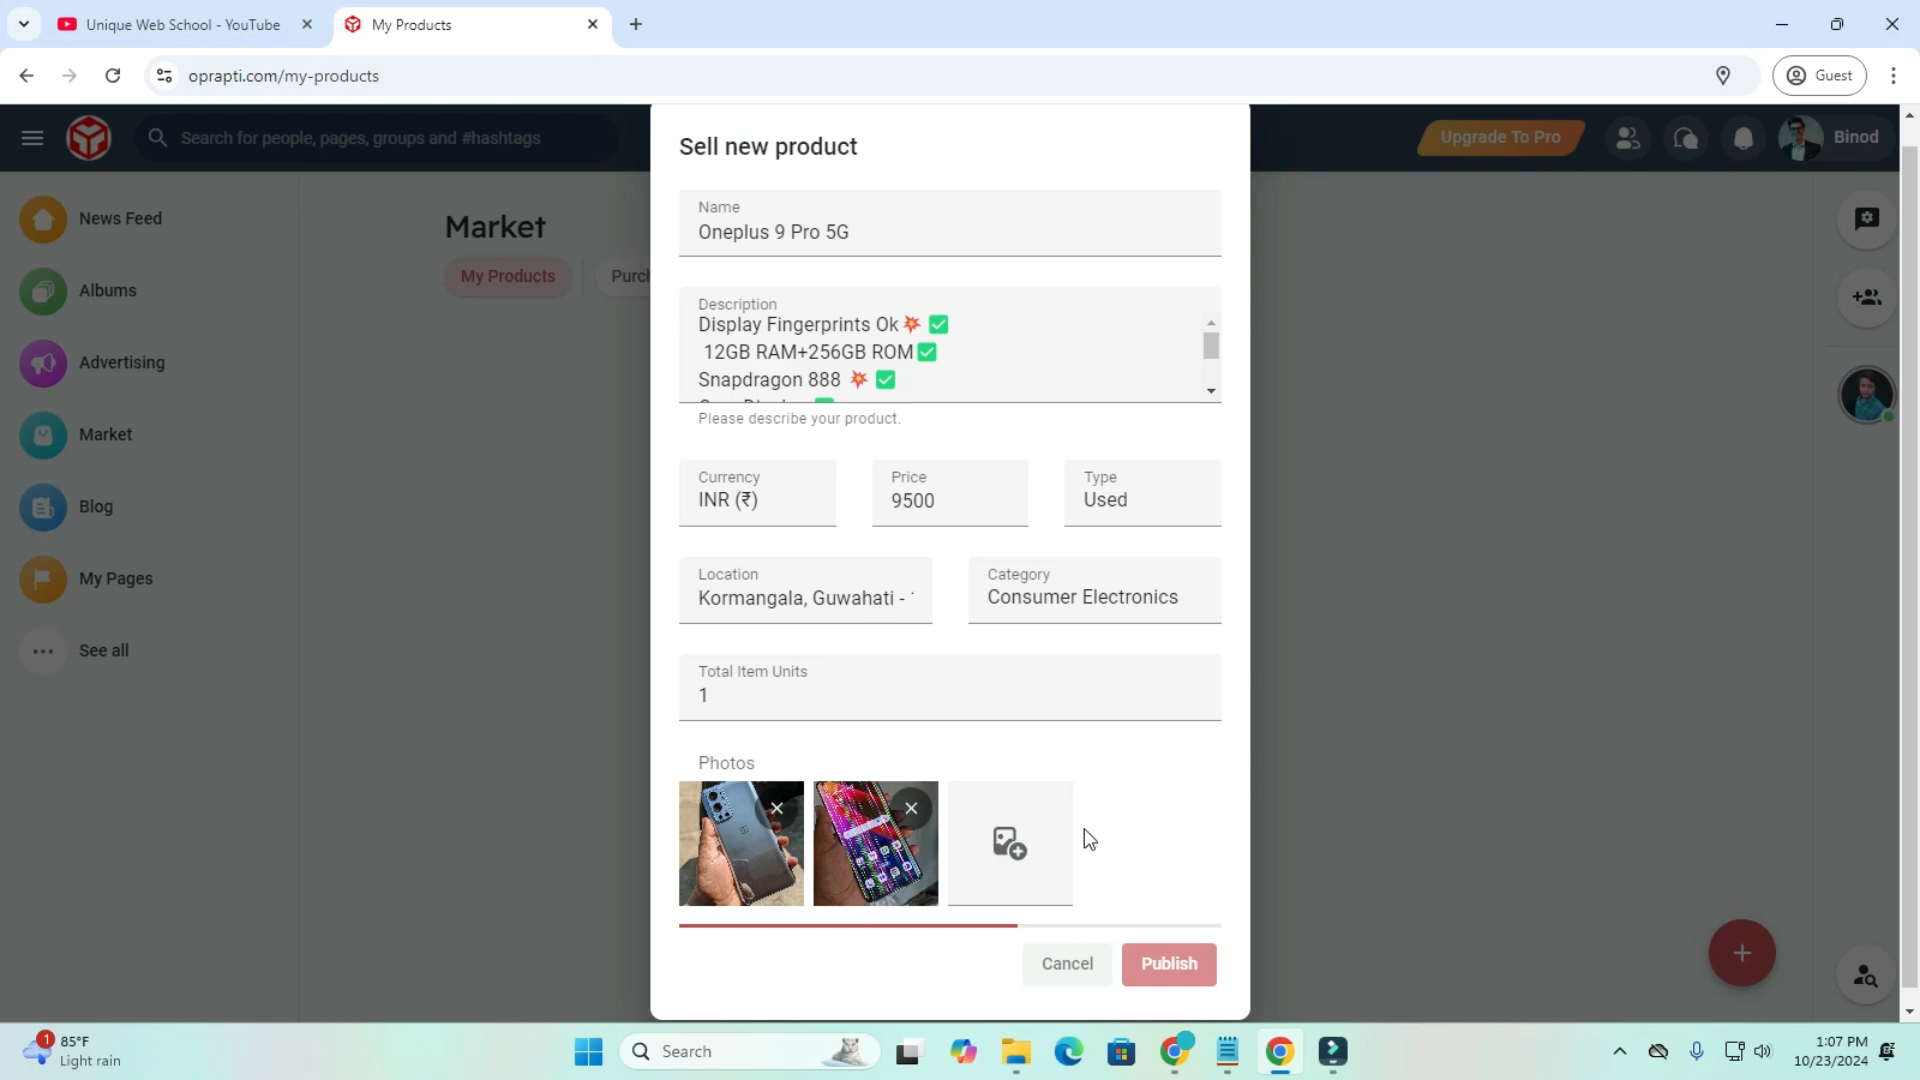 Unique Web School - YouTube
My Products
oprapti.com/my-products
Guest
Search for people, pages, groups and #hashtags
Upgrade To Pro
Binod
News Feed
Albums
Advertising
Market
Blog
My Pages
See all
Market
My Products
Purch
Sell new product
Name
Oneplus 9 Pro 5G
Description
Display Fingerprints Ok💥 ✅
12GB RAM+256GB ROM✅
Snapdragon 888 💥 ✅
Please describe your product.
Currency
INR (₹)
Price
9500
Type
Used
Location
Kormangala, Guwahati -
Category
Consumer Electronics
Total Item Units
1
Photos
Cancel
Publish
1
85°F
Light rain
Search
1:07 PM
10/23/2024